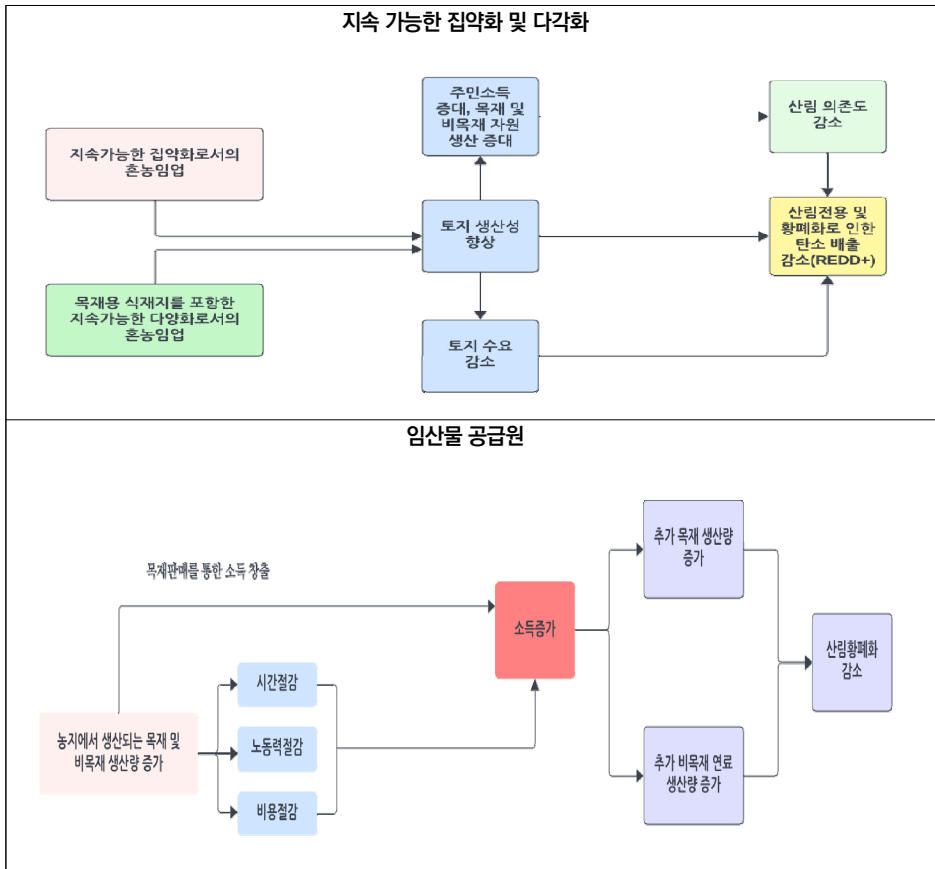 지속 가능한 집약화 및 다각화
주민소득
증대, 목재 및
비목재 자원
생산 증대
산림 의존도
감소
지속가능한 집약화로서의
혼농임업
토지 생산성
향상
산림전용 및
황폐화로 인한
탄소 배출
감소(REDD+)
목재용 식재지를 포함한
지속가능한 다양화로서의
혼농임업
토지 수요
감소
임산물 공급원
추가 목재 생산량
증가
목재판매를 통한 소득 창출
소득증가
산림황폐화
감소
시간절감
농지에서 생산되는 목재 및
비목재 생산량 증가
노동력절감
추가 비목재 연료
생산량 증가
비용절감